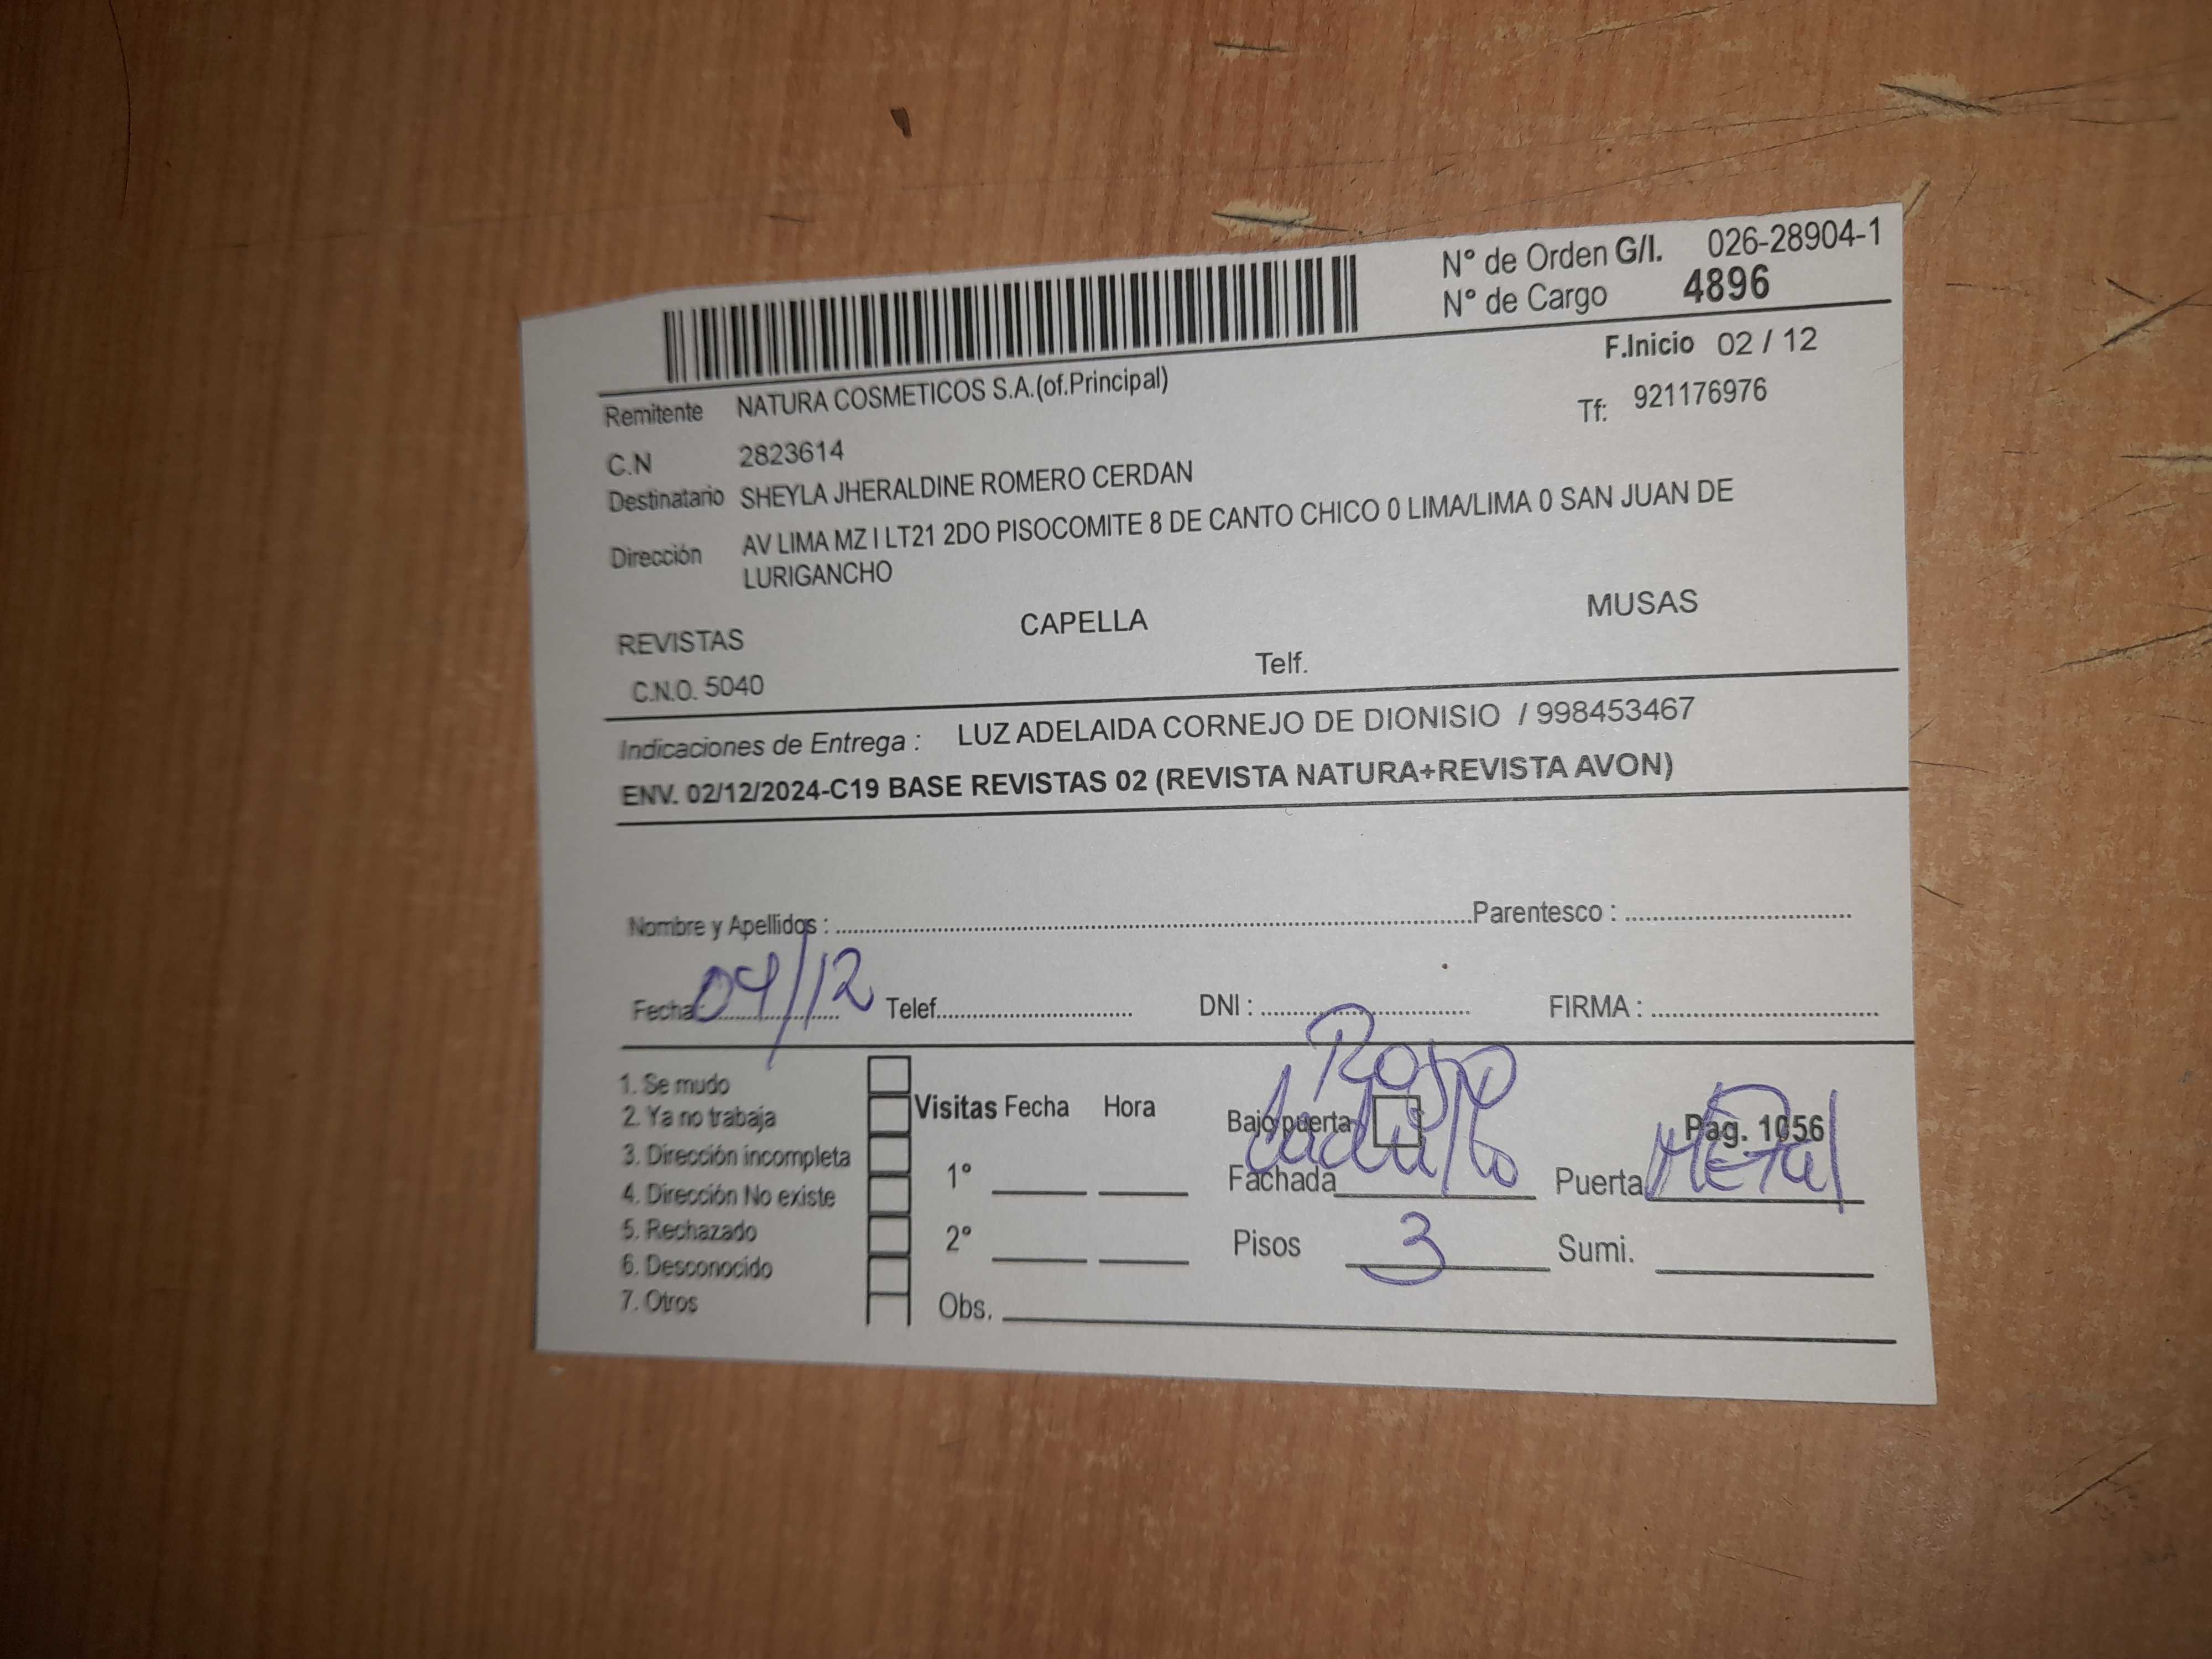 N° de Orden G/I. 026-28904-1
N° de Cargo 4896
F.Inicio 02 / 12
Remitente NATURA COSMETICOS S.A.(of.Principal)
Tf: 921176976
C.N 2823614
Destinatario SHEYLA JHERALDINE ROMERO CERDAN
Dirección AV LIMA MZ I LT21 2DO PISOCOMITE 8 DE CANTO CHICO 0 LIMA/LIMA 0 SAN JUAN DE
LURIGANCHO
REVISTAS CAPELLA MUSAS
C.N.O. 5040 Telf.
Indicaciones de Entrega : LUZ ADELAIDA CORNEJO DE DIONISIO / 998453467
ENV. 02/12/2024-C19 BASE REVISTAS 02 (REVISTA NATURA+REVISTA AVON)
Nombre y Apellidos : Parentesco :
Fecha: 04/12 Telef. DNI : FIRMA :
1. Se mudo
2. Ya no trabaja
3. Dirección incompleta
4. Dirección No existe
5. Rechazado
6. Desconocido
7. Otros
Visitas Fecha Hora
1°
2°
Obs.
Bajo puerta Pag. 1056
Fachada Puerta Metal
Pisos 3 Sumi.